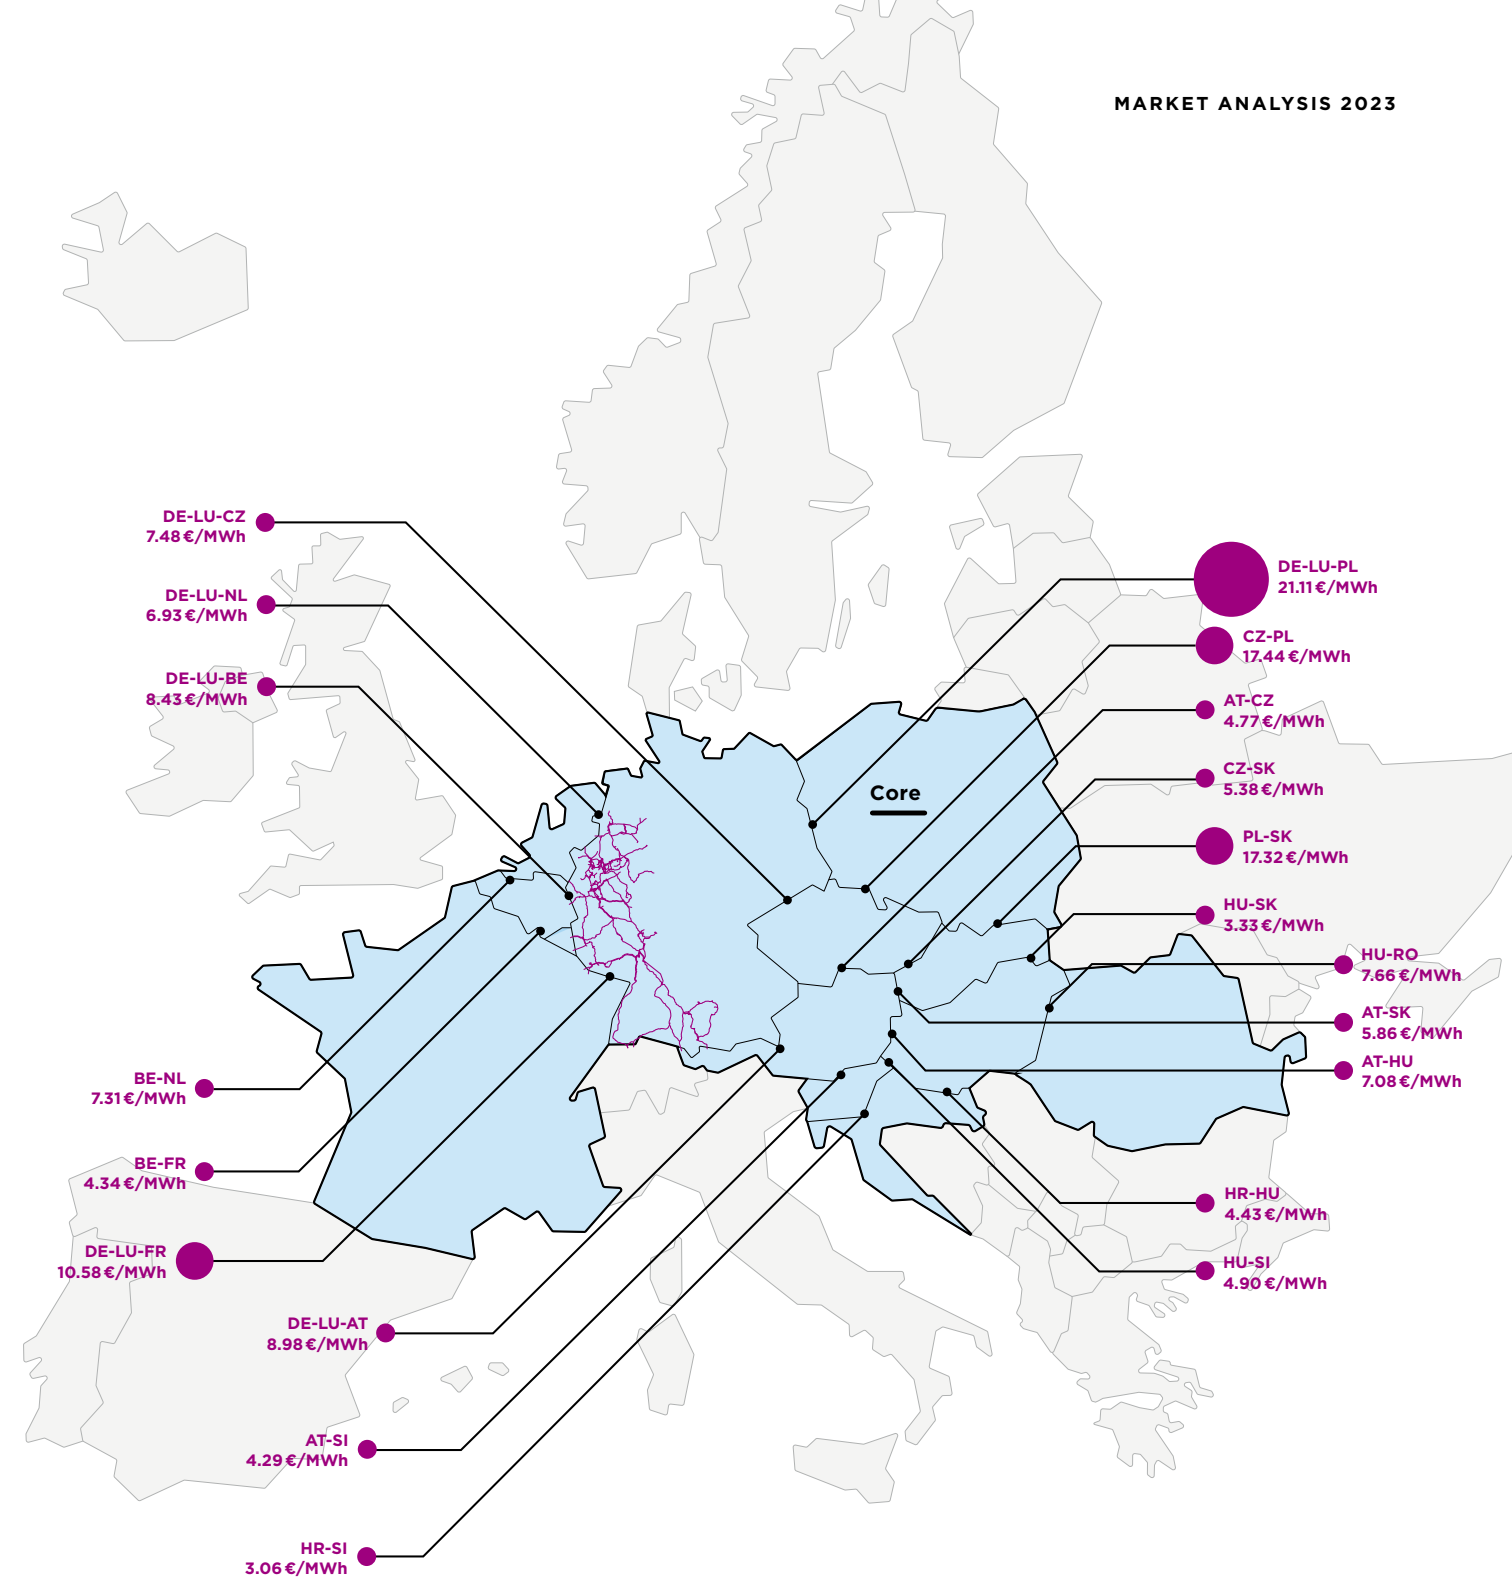 MARKET ANALYSIS 2023
DE-LU-CZ
7.48 €/MWh
DE-LU-NL
6.93 €/MWh
DE-LU-BE
8.43 €/MWh
DE-LU-PL
21.11 €/MWh
CZ-PL
17.44 €/MWh
AT-CZ
4.77 €/MWh
CZ-SK
5.38 €/MWh
Core
PL-SK
17.32 €/MWh
HU-SK
3.33 €/MWh
HU-RO
7.66 €/MWh
AT-SK
5.86 €/MWh
AT-HU
7.08 €/MWh
BE-NL
7.31 €/MWh
BE-FR
4.34 €/MWh
DE-LU-FR
10.58 €/MWh
HR-HU
4.43 €/MWh
HU-SI
4.90 €/MWh
DE-LU-AT
8.98 €/MWh
AT-SI
4.29 €/MWh
HR-SI
3.06 €/MWh